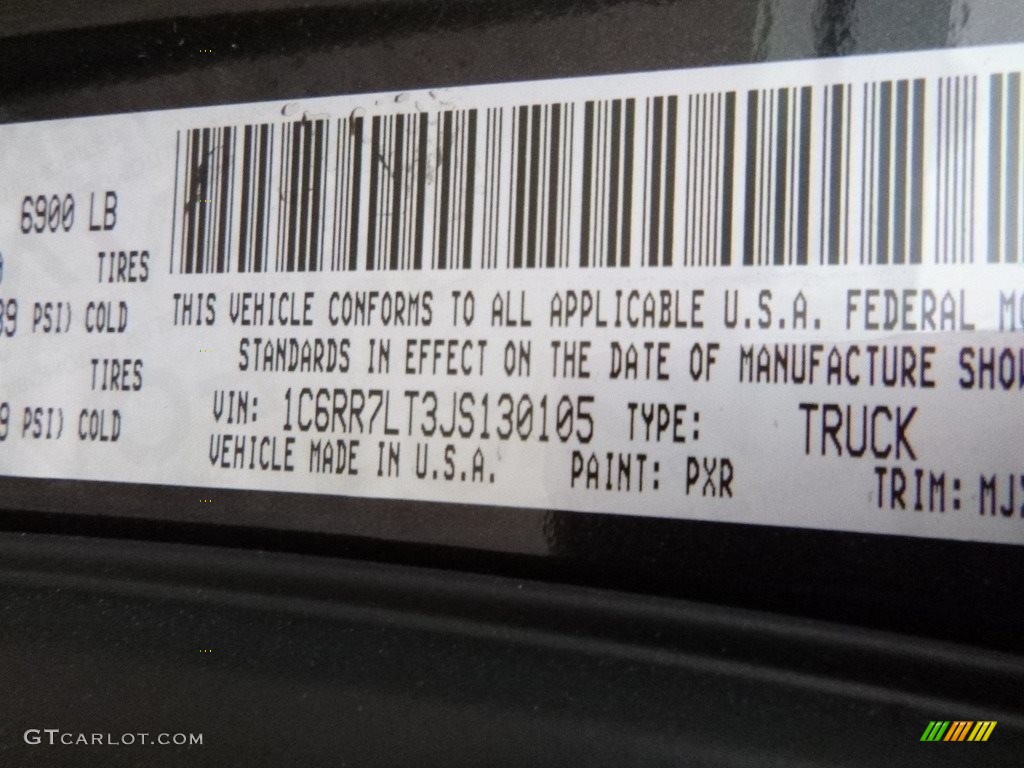 6900 LB
TIRES
THIS VEHICLE CONFORMS TO ALL APPLICABLE U.S.A. FEDERAL
PSI) COLD
STANDARDS IN EFFECT ON THE DATE OF MANUFACTURE
TIRES
VIN: 1C6RR7LT3JS130105 TYPE: TRUCK
PSI) COLD
VEHICLE MADE IN U.S.A. PAINT: PXR TRIM:
GTCARLOT.COM